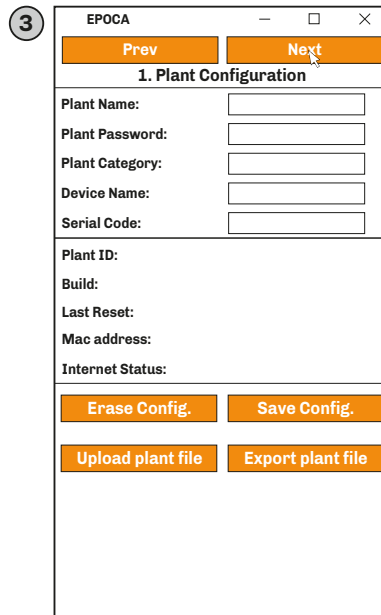 3
EPOCA
Prev Next
1. Plant Configuration
Plant Name:
Plant Password:
Plant Category:
Device Name:
Serial Code:
Plant ID:
Build:
Last Reset:
Mac address:
Internet Status:
Erase Config. Save Config.
Upload plant file Export plant file